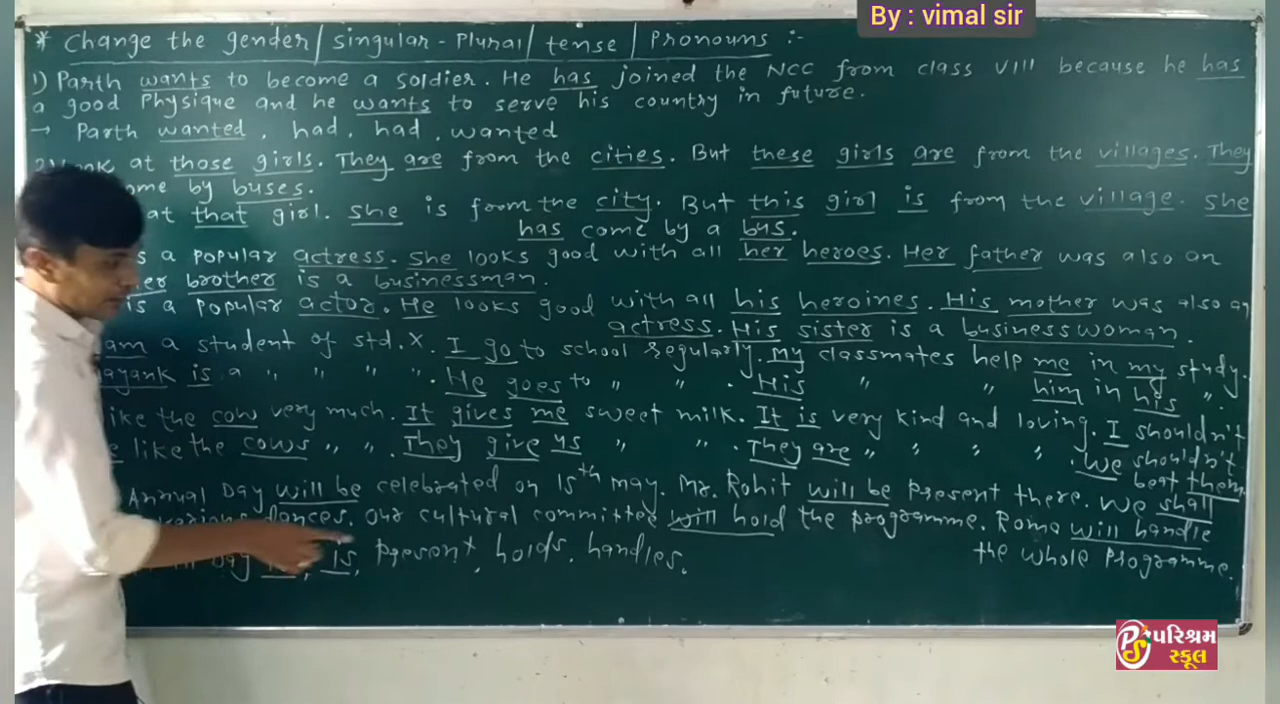 By : vimal sir
* Change the gender/ singular-Plural/ tense/ Pronouns :-
1) Parth wants to become a soldier. He has joined the NCC from class VIII because he has
a good Physique and he wants to serve his country in future.
→ Parth wanted, had, had, wanted
at those girls. They are from the cities. But these girls are from the villages. They
by buses.
at that girl. She is from the city. But this girl is from the village. She
has come by a bus.
a popular actress. She looks good with all her heroes. Her father was also an
brother is a businessman.
is a popular actor. He looks good with all his heroines. His mother was also an
actress. His sister is a businesswoman.
am a student of std. X. I go to school regularly. My classmates help me in my study.
is a " " " ". He goes to " ". His " " him in his ".
the cow very much. It gives me sweet milk. It is very kind and loving. I shouldn't
like the cows " ". They give us " ". They are " " " ". We shouldn't
beat them.
Annual Day will be celebrated on 15th may. Mr. Rohit will be present there. We shall
dances. Our cultural committee will hold the programme. Roma will handle
the whole programme.
Day is, is, present, holds, handles.
Ps પરિશ્રમ
સ્કૂલ